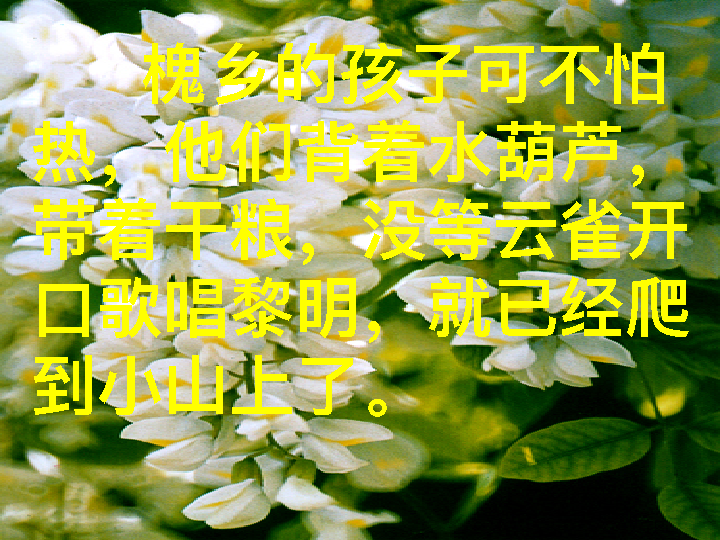 槐乡的孩子可不怕
热，他们背着水葫芦，
带着干粮，没等云雀开
口歌唱黎明，就已经爬
到小山上了。